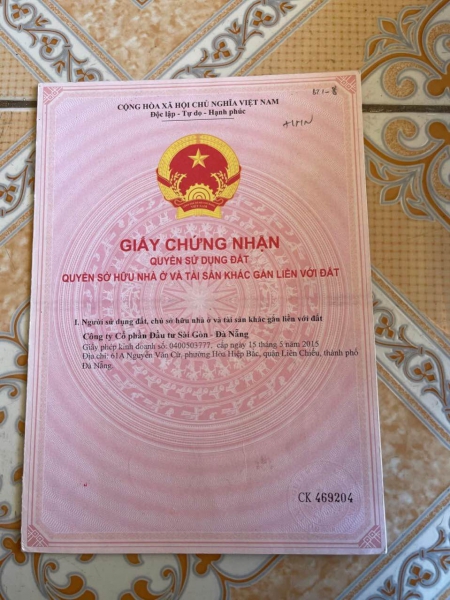 CỘNG HÒA XÃ HỘI CHỦ NGHĨA VIỆT NAM
Độc lập - Tự do - Hạnh phúc
GIẤY CHỨNG NHẬN
QUYỀN SỬ DỤNG ĐẤT
QUYỀN SỞ HỮU NHÀ Ở VÀ TÀI SẢN KHÁC GẮN LIỀN VỚI ĐẤT
I. Người sử dụng đất, chủ sở hữu nhà ở và tài sản khác gắn liền với đất
Công ty Cổ phần Đầu tư Sài Gòn - Đà Nẵng
Giấy phép kinh doanh số: 0400503777, cấp ngày 15 tháng 5 năm 2015
Địa chỉ: 61A Nguyễn Văn Cừ, phường Hòa Hiệp Bắc, quận Liên Chiểu, thành phố
Đà Nẵng.
CK 469204